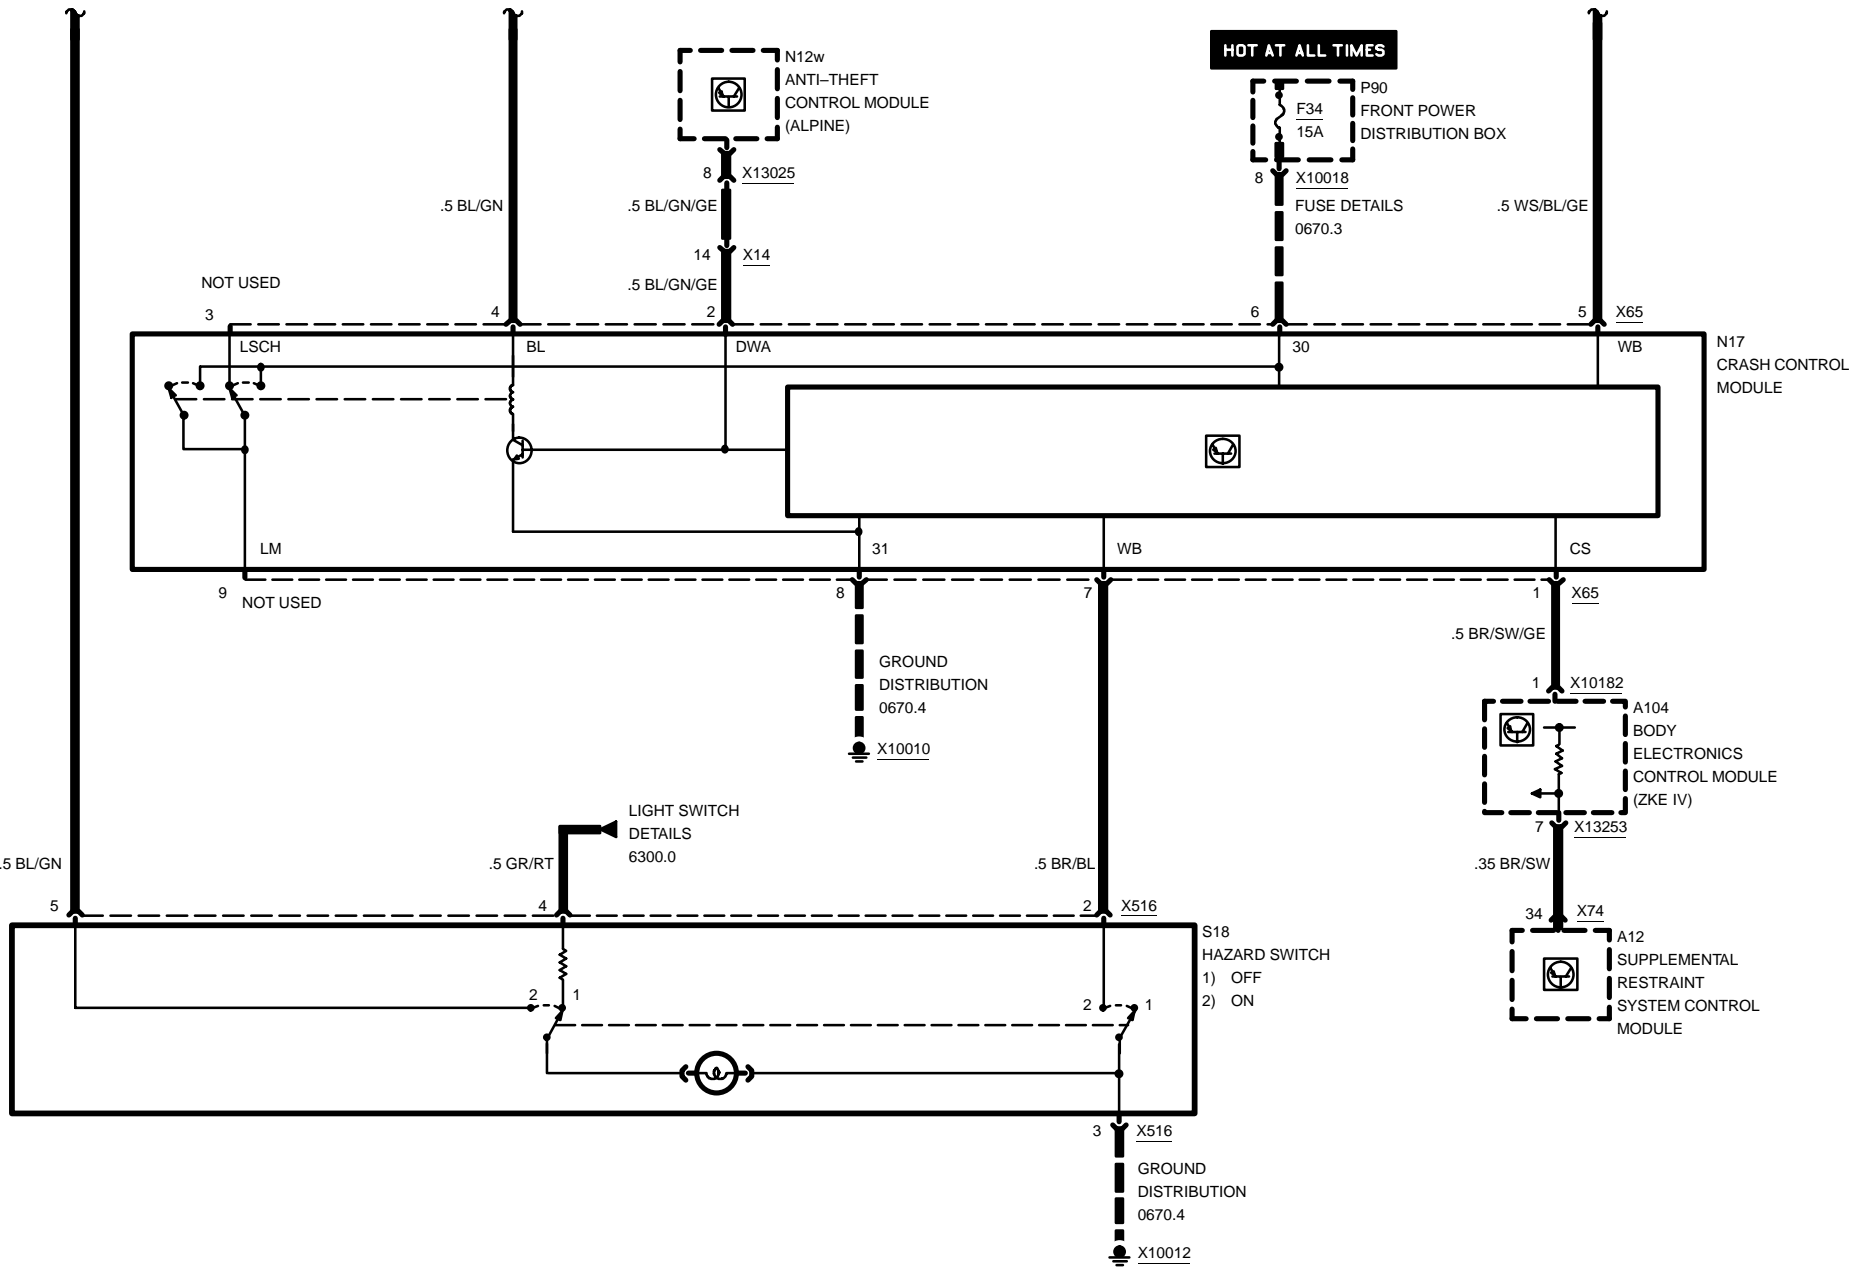 HOT AT ALL TIMES
N12w
ANTI–THEFT
CONTROL MODULE
(ALPINE)
P90
FRONT POWER
DISTRIBUTION BOX
F34
15A
8 X13025
8 X10018
.5 BL/GN
.5 BL/GN/GE
FUSE DETAILS
0670.3
.5 WS/BL/GE
14 X14
.5 BL/GN/GE
NOT USED
3
4
2
6
5 X65
LSCH
BL
DWA
30
WB
N17
CRASH CONTROL
MODULE
LM
31
WB
CS
9 NOT USED
8
7
1 X65
.5 BR/SW/GE
GROUND
DISTRIBUTION
0670.4
X10010
1 X10182
A104
BODY
ELECTRONICS
CONTROL MODULE
(ZKE IV)
7 X13253
LIGHT SWITCH
DETAILS
6300.0
.5 BL/GN
.5 GR/RT
.5 BR/BL
.35 BR/SW
5
4
2 X516
34 X74
S18
HAZARD SWITCH
1) OFF
2) ON
A12
SUPPLEMENTAL
RESTRAINT
SYSTEM CONTROL
MODULE
2
1
2
1
3 X516
GROUND
DISTRIBUTION
0670.4
X10012